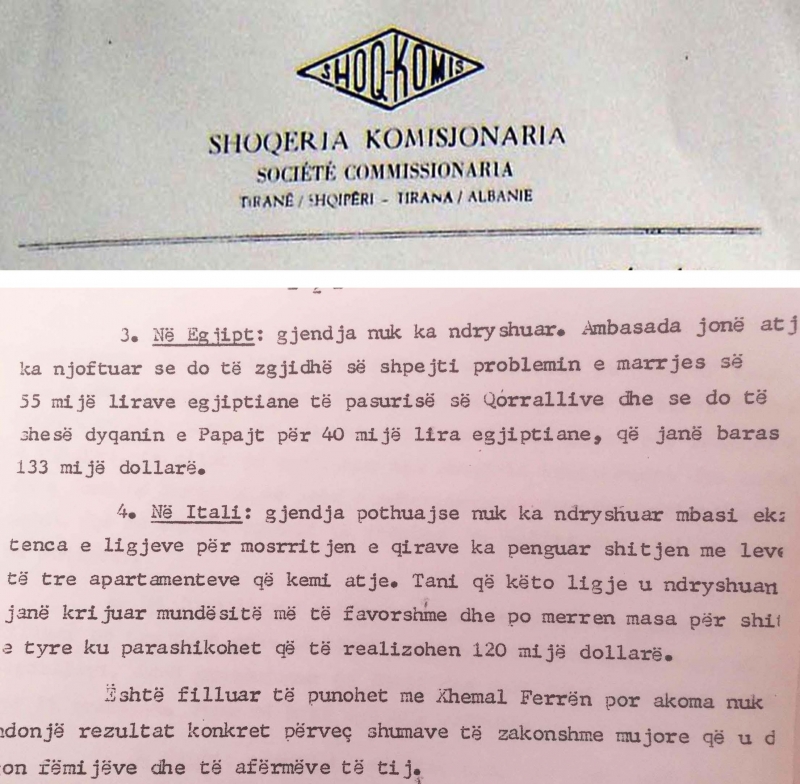 SHOQ-KOMIS
SHOQERIA KOMISJONARIA
SOCIÉTÉ COMMISSIONARIA
TIRANË / SHQIPËRI - TIRANA / ALBANIE
- 2 -
3. Në Egjipt: gjendja nuk ka ndryshuar. Ambasada jonë atj
ka njoftuar se do të zgjidhë së shpejti problemin e marrjes së
55 mijë lirave egjiptiane të pasurisë së Qorrallive dhe se do të
shesë dyqanin e Papajt për 40 mijë lira egjiptiane, që janë baras
133 mijë dollarë.
4. Në Itali: gjendja pothuajse nuk ka ndryshuar mbasi ekz
tenca e ligjeve për mosrritjen e qirave ka penguar shitjen me leve
të tre apartamenteve që kemi atje. Tani që këto ligje u ndryshuan
janë krijuar mundësitë më të favorshme dhe po merren masa për shit
e tyre ku parashikohet që të realizohen 120 mijë dollarë.
Është filluar të punohet me Xhemal Ferrën por akoma nuk
ndonjë rezultat konkret përveç shumave të zakonshme mujore që u d
on fëmijëve dhe të afërmëve të tij.